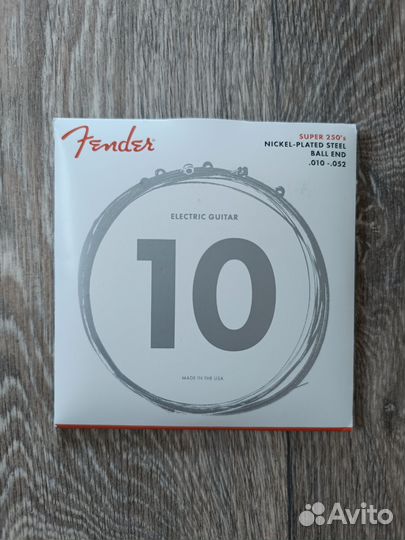 Fender
SUPER 250's
NICKEL-PLATED STEEL
BALL END
.010 -.052
ELECTRIC GUITAR
10
MADE IN THE USA
Avito